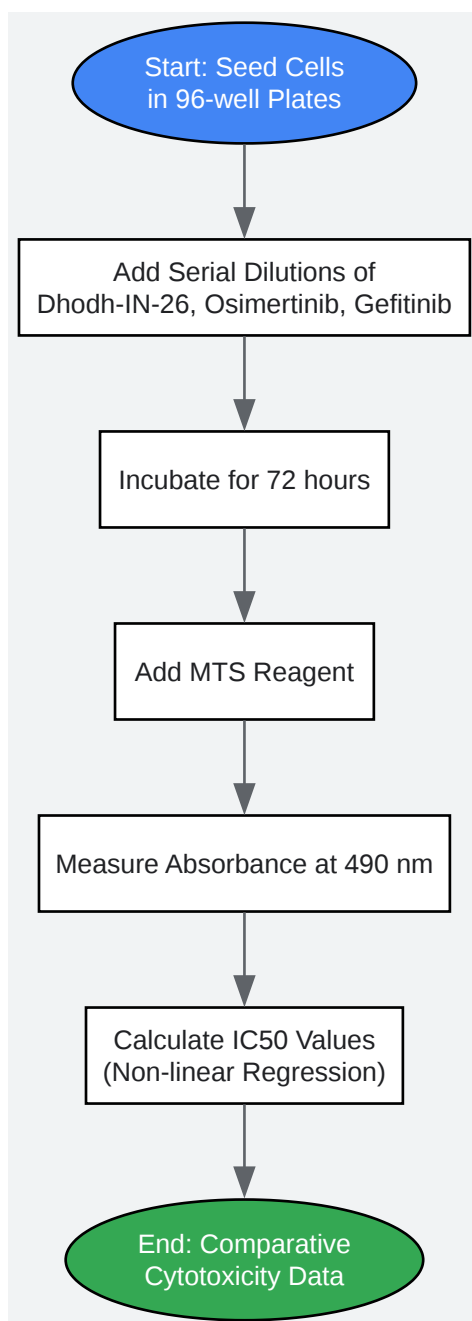 Start: Seed Cells
in 96-well Plates
Add Serial Dilutions of
Dhodh-IN-26, Osimertinib, Gefitinib
Incubate for 72 hours
Add MTS Reagent
Measure Absorbance at 490 nm
Calculate IC50 Values
(Non-linear Regression)
End: Comparative
Cytotoxicity Data